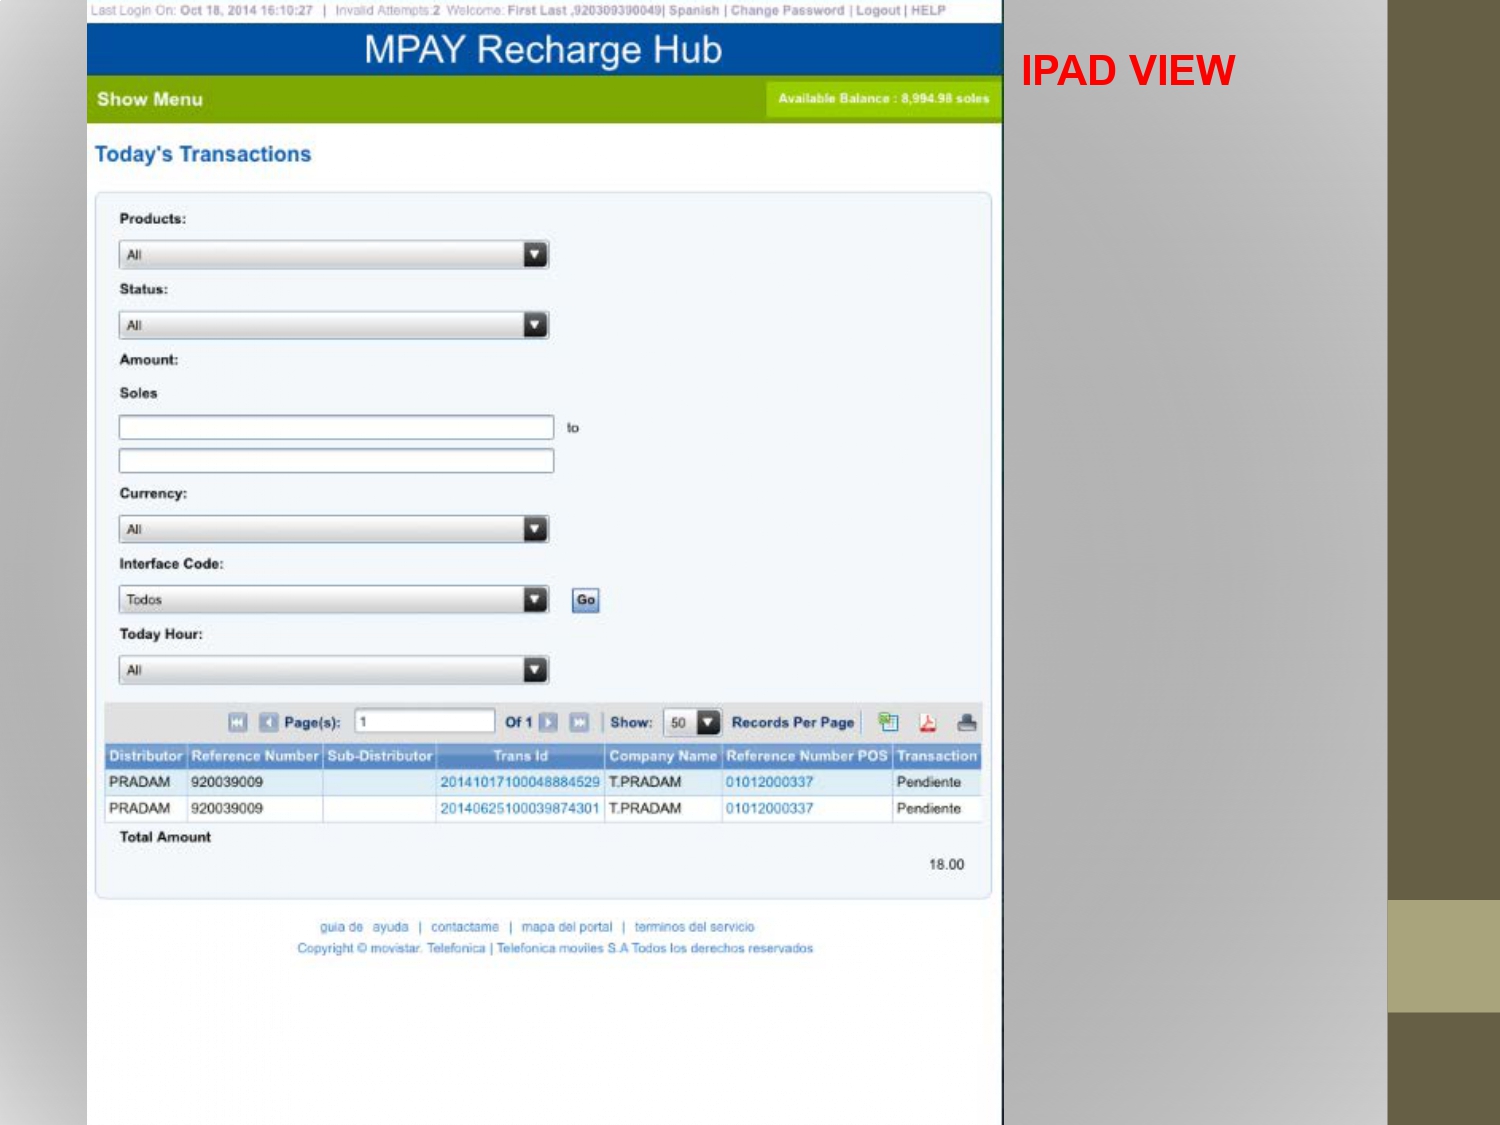 Last Login On: Oct 18, 2014 16:10:27 | Invalid Attempts:2 Welcome: First Last ,920309390049| Spanish | Change Password | Logout | HELP
MPAY Recharge Hub
IPAD VIEW
Show Menu Available Balance : 8,994.98 soles
Today's Transactions
Products:
All
Status:
All
Amount:
Soles
to
Currency:
All
Interface Code:
Todos Go
Today Hour:
All
Page(s): 1 Of 1 Show: 50 Records Per Page
Distributor Reference Number Sub-Distributor Trans Id Company Name Reference Number POS Transaction
PRADAM 920039009 20141017100048884529 T.PRADAM 01012000337 Pendiente
PRADAM 920039009 20140625100039874301 T.PRADAM 01012000337 Pendiente
Total Amount
18.00
guia de ayuda | contactame | mapa del portal | terminos del servicio
Copyright © movistar. Telefonica | Telefonica moviles S.A Todos los derechos reservados